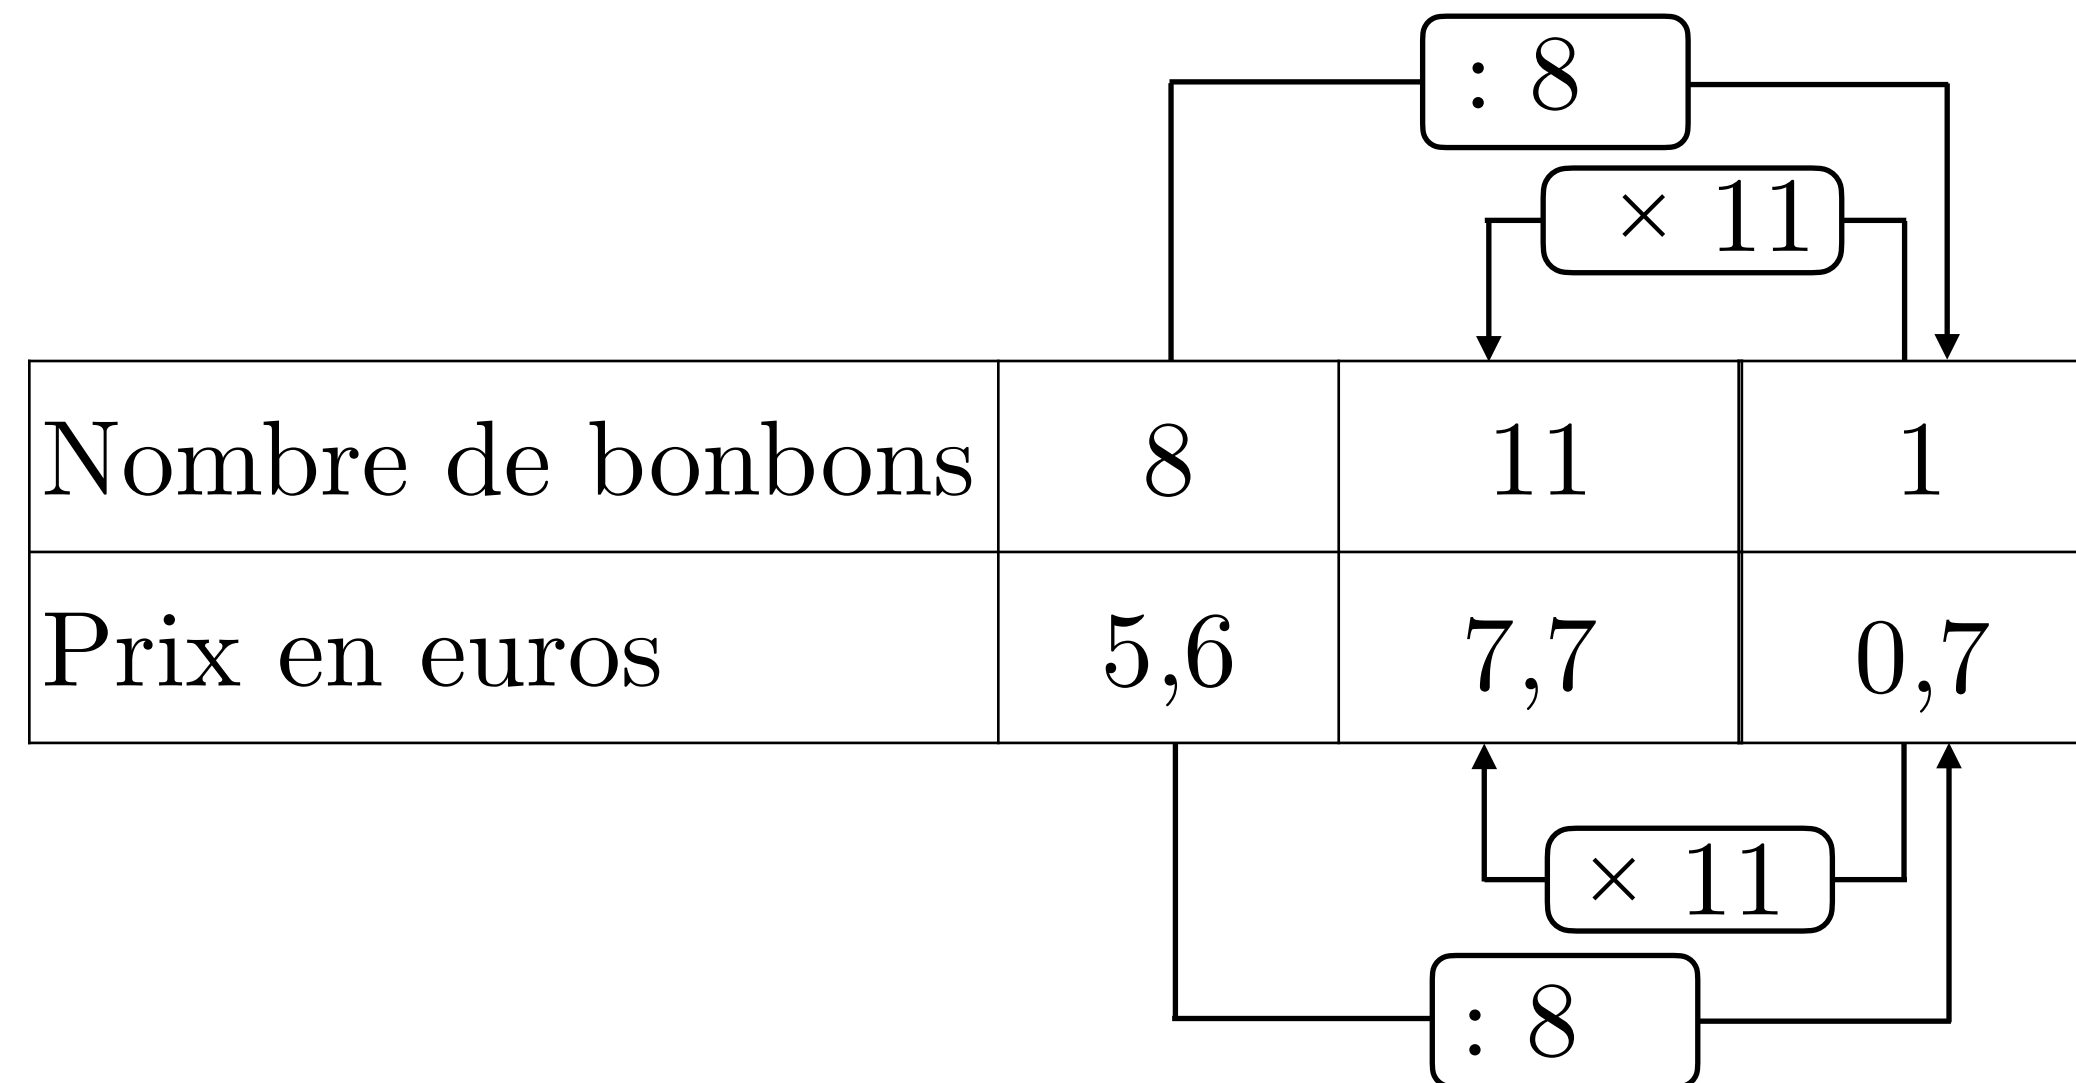 : 8
× 11
Nombre de bonbons 8 11 1
Prix en euros 5,6 7,7 0,7
× 11
: 8